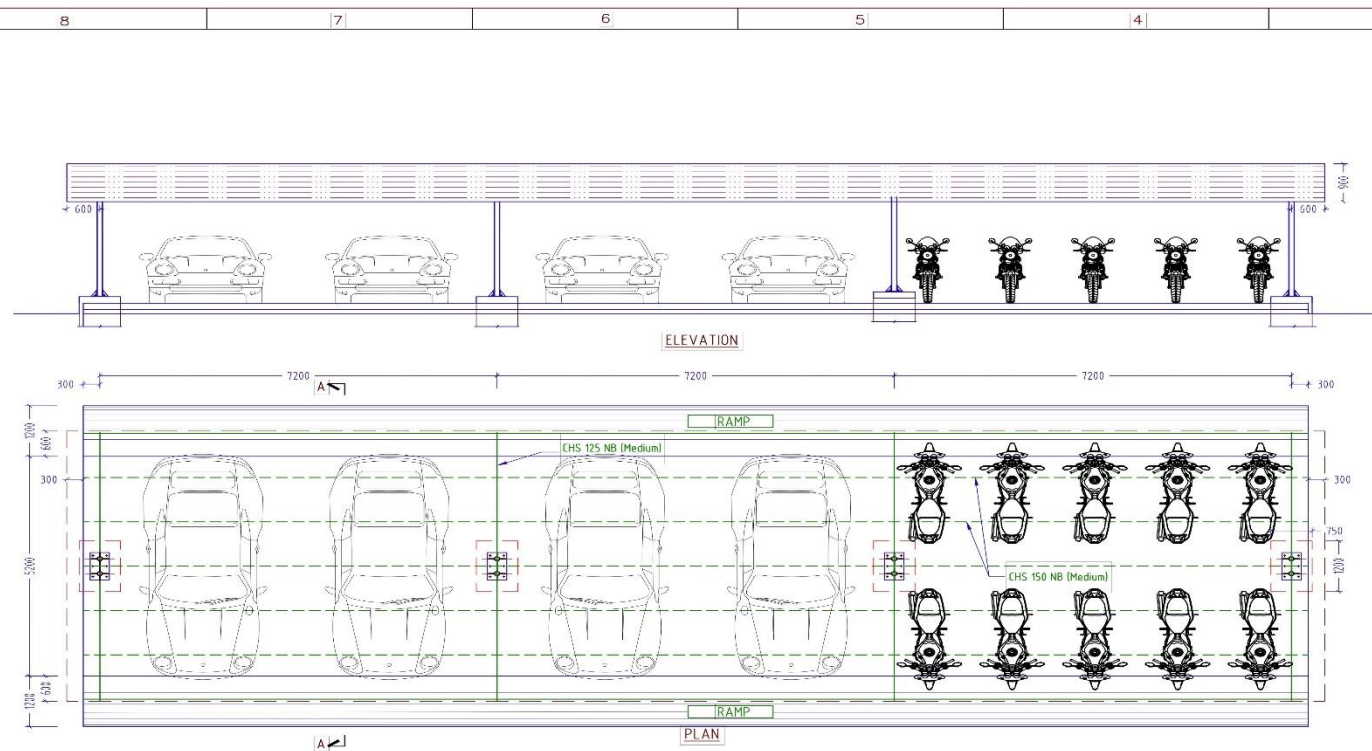 8 7 6 5 4
900
600 600
ELEVATION
300 7200 7200 7200 300
A
RAMP
1200
600
CHS 125 NB (Medium)
300 300
750
5200 1200
CHS 150 NB (Medium)
600
1200
RAMP
A PLAN